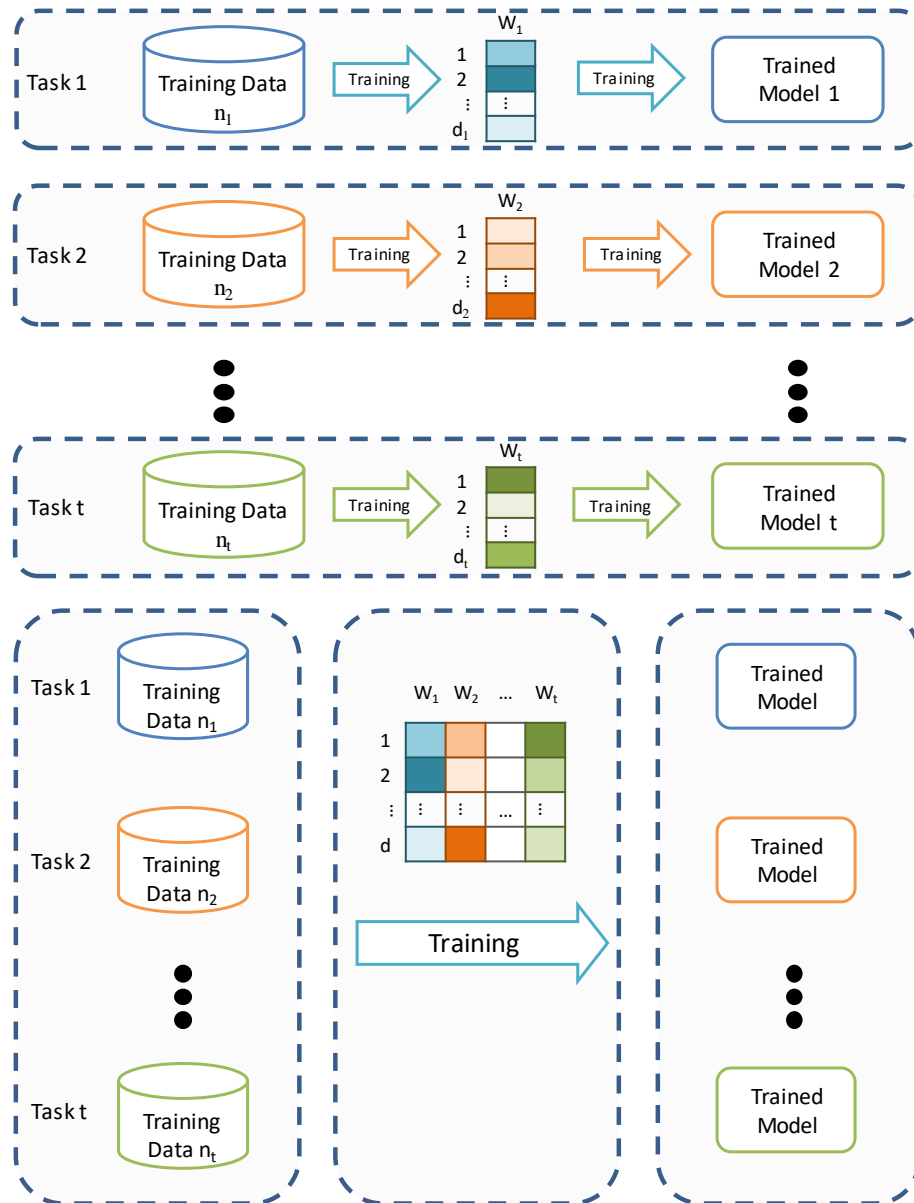 W₁
Task 1
Training Data
n₁
Training
1
2
⋮ ⋮
d₁
Training
Trained
Model 1
W₂
Task 2
Training Data
n₂
Training
1
2
⋮ ⋮
d₂
Training
Trained
Model 2
Wₜ
Task t
Training Data
nₜ
Training
1
2
⋮ ⋮
dₜ
Training
Trained
Model t
Task 1
Training
Data n₁
Task 2
Training
Data n₂
Task t
Training
Data nₜ
W₁ W₂ ... Wₜ
1
2
⋮ ⋮ ⋮ ... ⋮
d
Training
Trained
Model
Trained
Model
Trained
Model